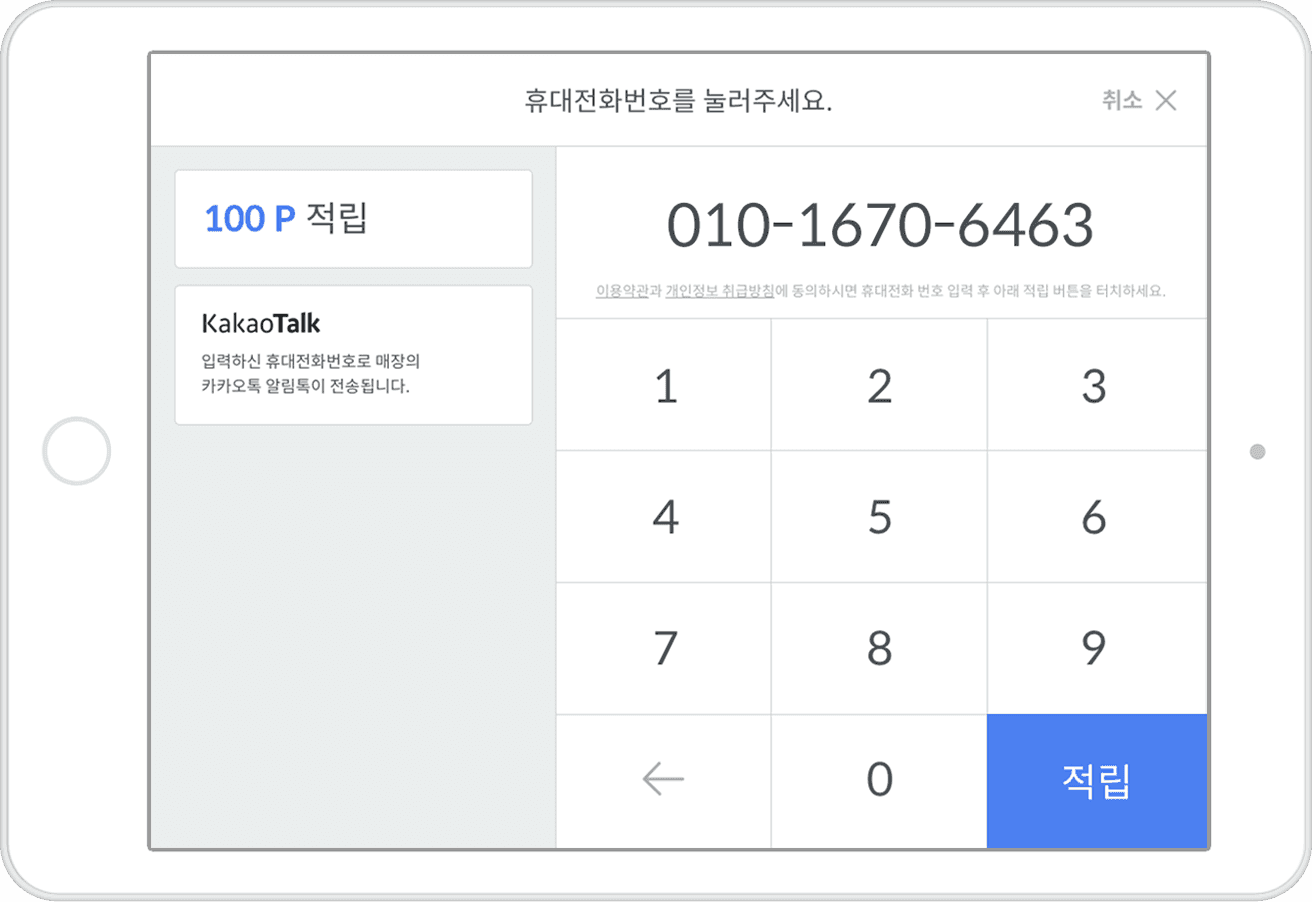 휴대전화번호를 눌러주세요.
취소
100 P 적립
KakaoTalk
입력하신 휴대전화번호로 매장의
카카오톡 알림톡이 전송됩니다.
010-1670-6463
이용약관과 개인정보 취급방침에 동의하시면 휴대전화 번호 입력 후 아래 적립 버튼을 터치하세요.
1 2 3
4 5 6
7 8 9
0 적립